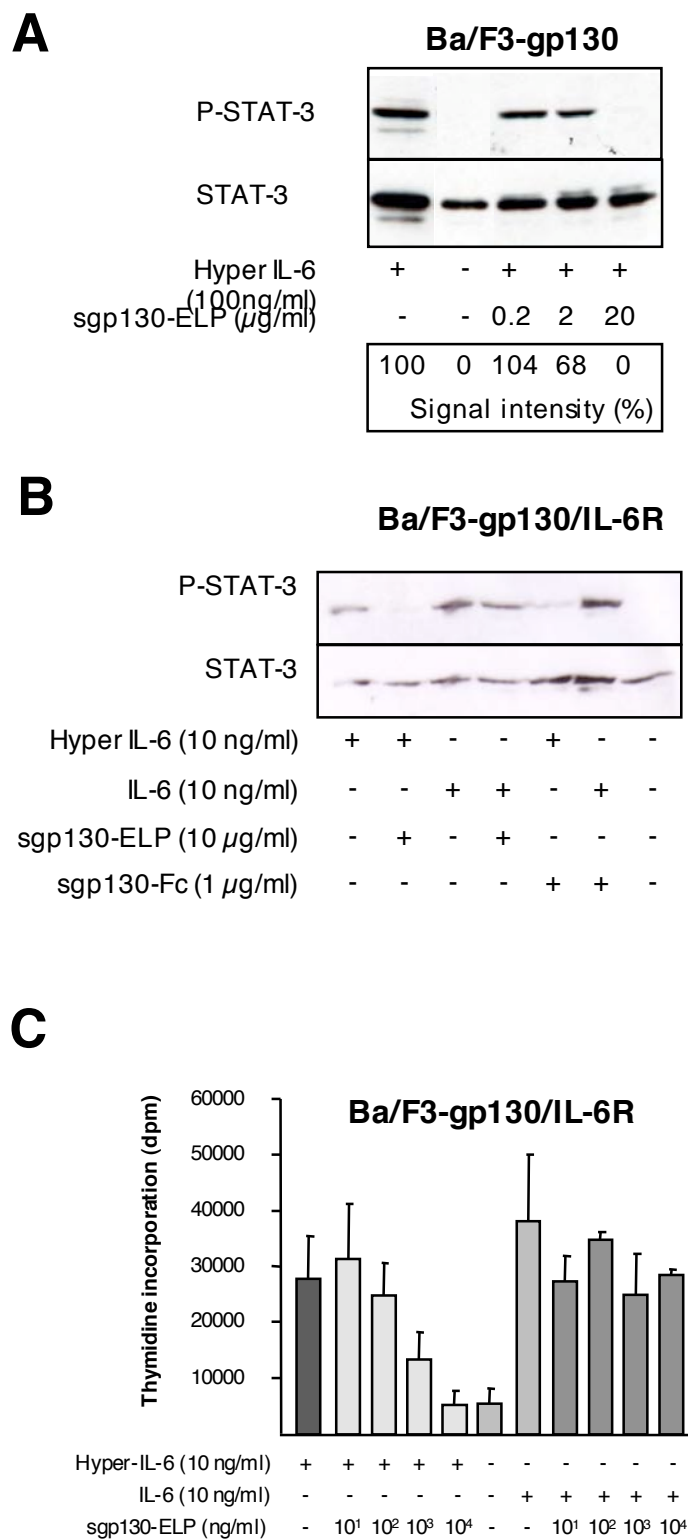 A
Ba/F3-gp130
P-STAT-3
STAT-3
Hyper IL-6 + - + + +
(100ng/ml)
sgp130-ELP (µg/ml) - - 0.2 2 20
100 0 104 68 0
Signal intensity (%)
B
Ba/F3-gp130/IL-6R
P-STAT-3
STAT-3
Hyper IL-6 (10 ng/ml) + + - - + - -
IL-6 (10 ng/ml) - - + + - + -
sgp130-ELP (10 µg/ml) - + - + - - -
sgp130-Fc (1 µg/ml) - - - - + + -
C
Ba/F3-gp130/IL-6R
Thymidine incorporation (dpm)
60000
50000
40000
30000
20000
10000
Hyper-IL-6 (10 ng/ml) + + + + + - - - - - -
IL-6 (10 ng/ml) - - - - - - + + + + +
sgp130-ELP (ng/ml) - 10¹ 10² 10³ 10⁴ - - 10¹ 10² 10³ 10⁴